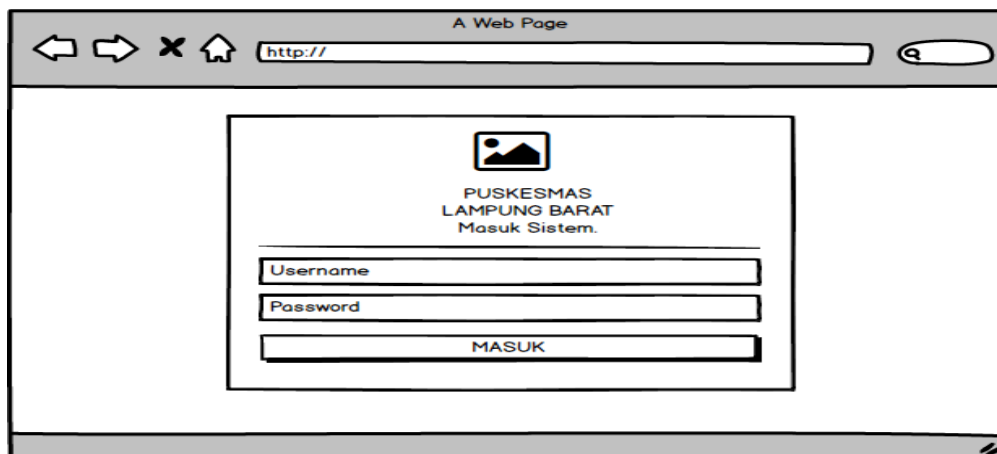 A Web Page
http://
PUSKESMAS
LAMPUNG BARAT
Masuk Sistem.
Username
Password
MASUK